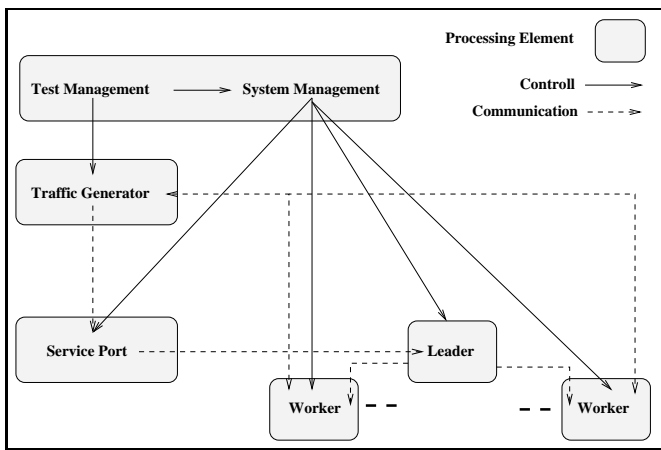 Processing Element
Test Management
System Management
Controll
Communication
Traffic Generator
Service Port
Leader
Worker
Worker